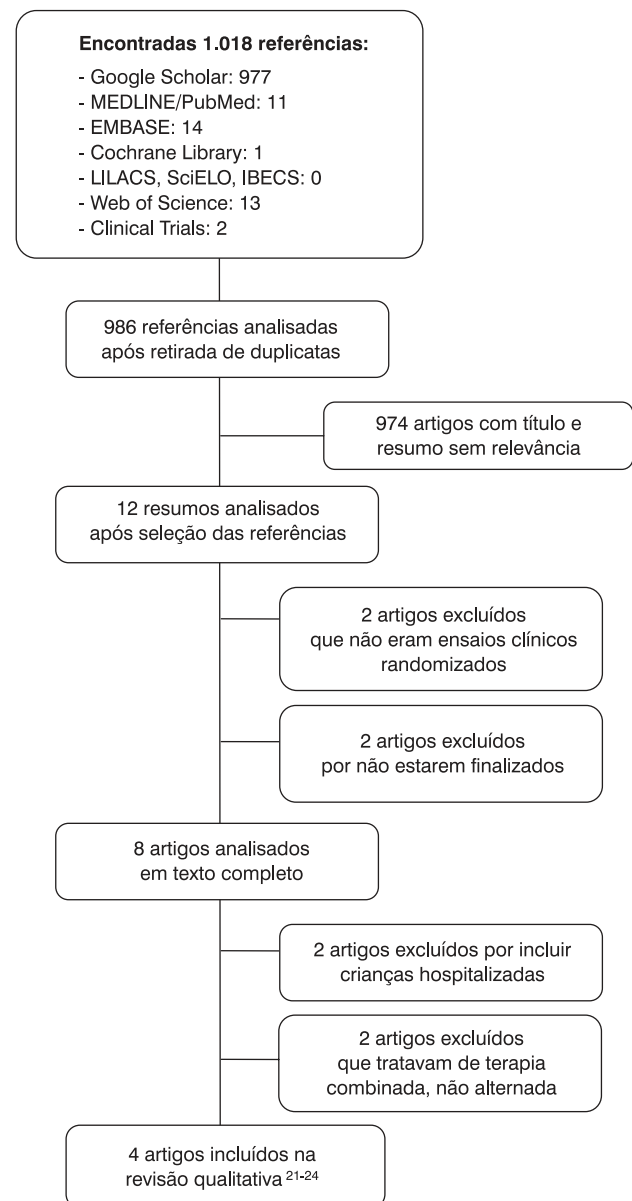 Encontradas 1.018 referências:
- Google Scholar: 977
- MEDLINE/PubMed: 11
- EMBASE: 14
- Cochrane Library: 1
- LILACS, SciELO, IBECS: 0
- Web of Science: 13
- Clinical Trials: 2
986 referências analisadas
após retirada de duplicatas
974 artigos com título e
resumo sem relevância
12 resumos analisados
após seleção das referências
2 artigos excluídos
que não eram ensaios clínicos
randomizados
2 artigos excluídos
por não estarem finalizados
8 artigos analisados
em texto completo
2 artigos excluídos por incluir
crianças hospitalizadas
2 artigos excluídos
que tratavam de terapia
combinada, não alternada
4 artigos incluídos na
revisão qualitativa 21-24